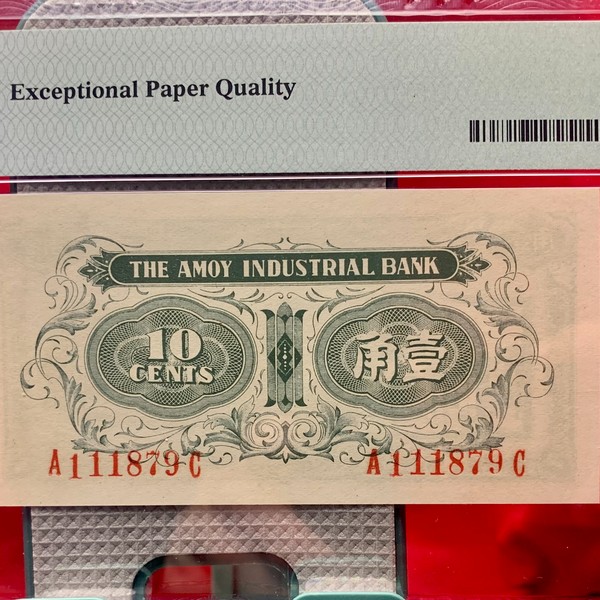 Exceptional Paper Quality
THE AMOY INDUSTRIAL BANK
10
CENTS
角壹
A111879C A111879C